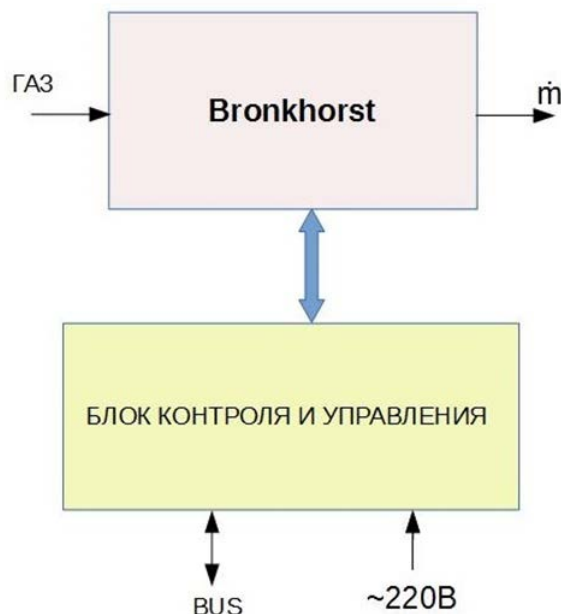 ГАЗ
Bronkhorst
ṁ
БЛОК КОНТРОЛЯ И УПРАВЛЕНИЯ
BUS
~220В